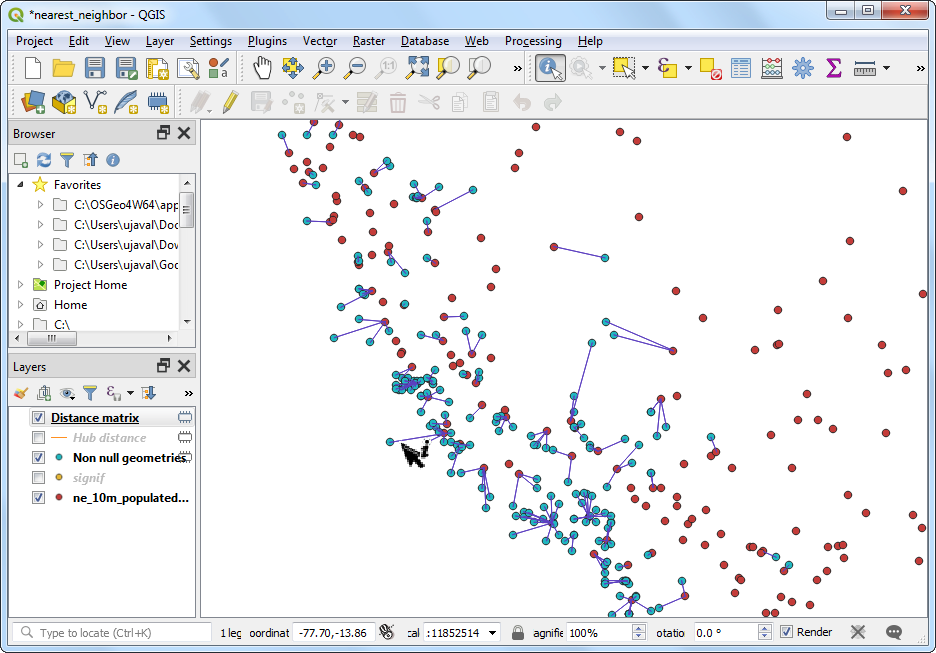 *nearest_neighbor - QGIS
Project Edit View Layer Settings Plugins Vector Raster Database Web Processing Help
Browser
Favorites
C:\OSGeo4W64\app
C:\Users\ujaval\Doc
C:\Users\ujaval\Dov
C:\Users\ujaval\Goo
Project Home
Home
C:\
Layers
Distance matrix
Hub distance
Non null geometries
signif
ne_10m_populated...
Type to locate (Ctrl+K) 1 leg oordinat -77.70,-13.86 cal :11852514 agnifie 100% otatio 0.0 ° Render